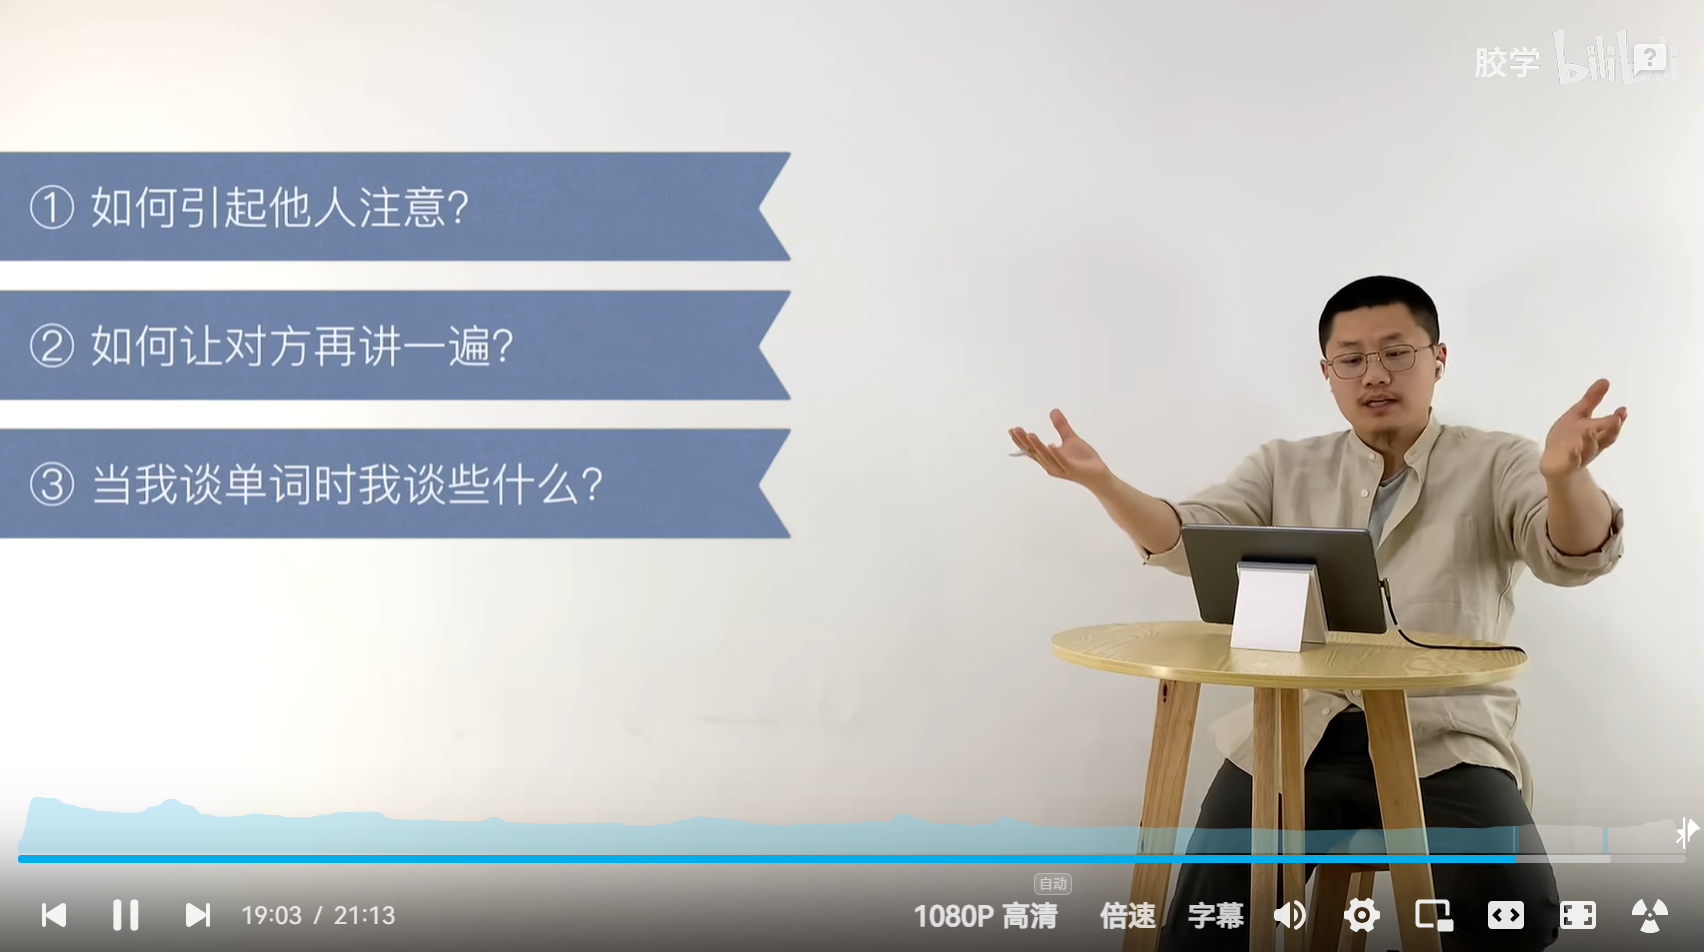 胶学 bilibili
?
① 如何引起他人注意?
② 如何让对方再讲一遍?
③ 当我谈单词时我谈些什么?
自动
19:03 / 21:13
1080P 高清 倍速 字幕